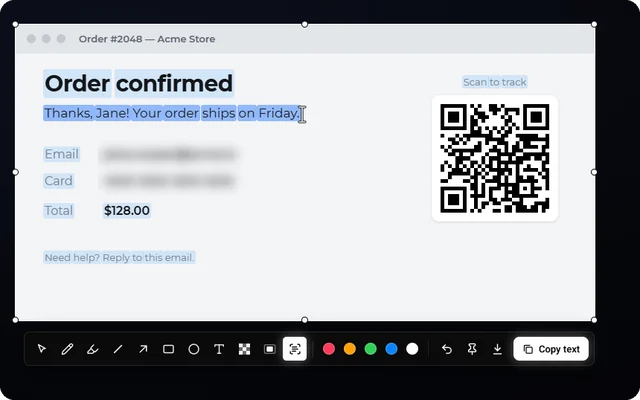 Order #2048 — Acme Store
Order confirmed
Thanks, Jane! Your order ships on Friday.
Scan to track
Email
Card
Total $128.00
Need help? Reply to this email.
T
Copy text